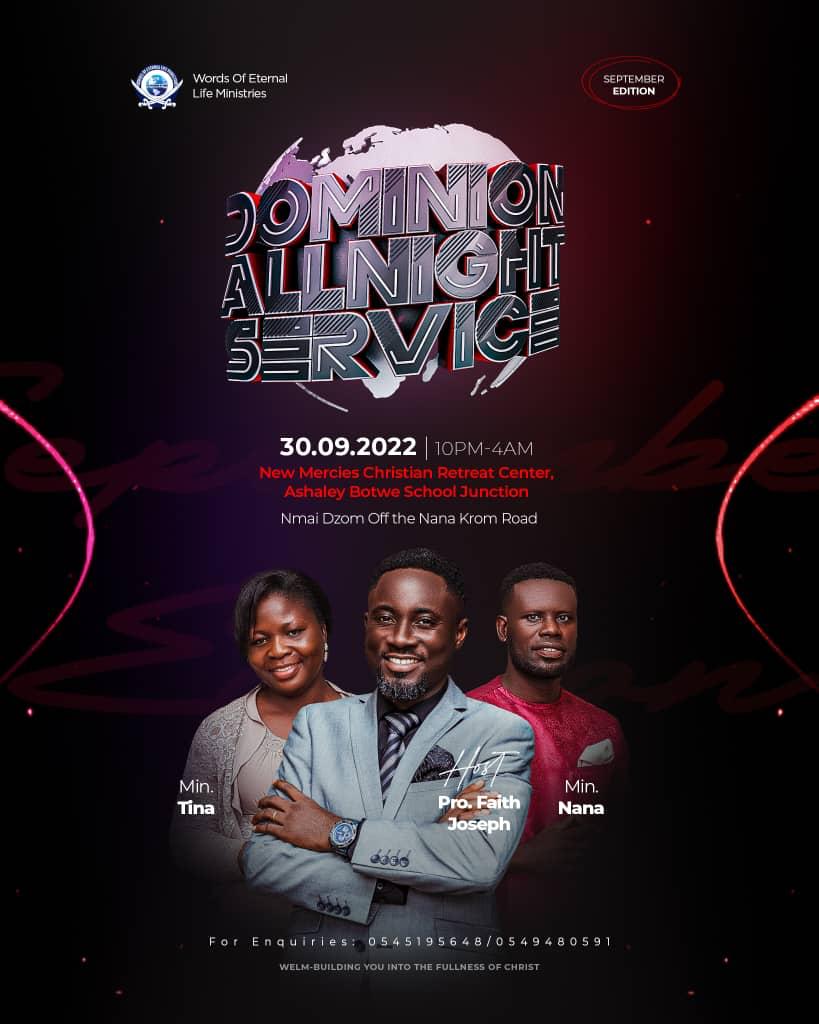 Words Of Eternal
Life Ministries
SEPTEMBER
EDITION
DOMINION
ALLNIGHT
SERVICE
30.09.2022 | 10PM-4AM
New Mercies Christian Retreat Center,
Ashaley Botwe School Junction
Nmai Dzom Off the Nana Krom Road
Min.
Tina
Host
Pro. Faith
Joseph
Min.
Nana
For Enquiries: 0545195648/0549480591
WELM-BUILDING YOU INTO THE FULLNESS OF CHRIST